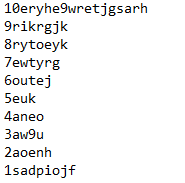 10eryhe9wretjgsarh
9rikrgjk
8rytoeyk
7ewtyrg
6outej
5euk
4aneo
3aw9u
2aoenh
1sadpiojf